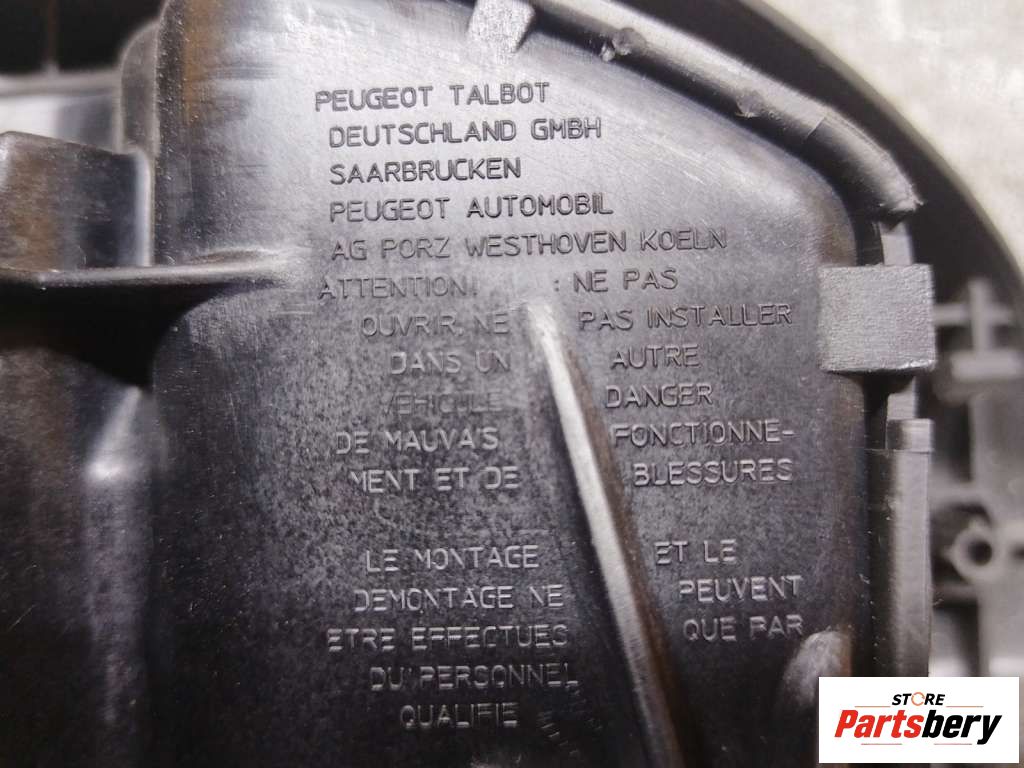 PEUGEOT TALBOT
DEUTSCHLAND GMBH
SAARBRUCKEN
PEUGEOT AUTOMOBIL
AG PORZ WESTHOVEN KOELN
ATTENTION! : NE PAS
OUVRIR, NE PAS INSTALLER
DANS UN AUTRE
VEHICULE DANGER
DE MAUVA'S FONCTIONNE-
MENT ET DE BLESSURES
LE MONTAGE ET LE
DEMONTAGE NE PEUVENT
ETRE EFFECTUES QUE PAR
DU PERSONNEL
QUALIFIE
STORE
Partsbery